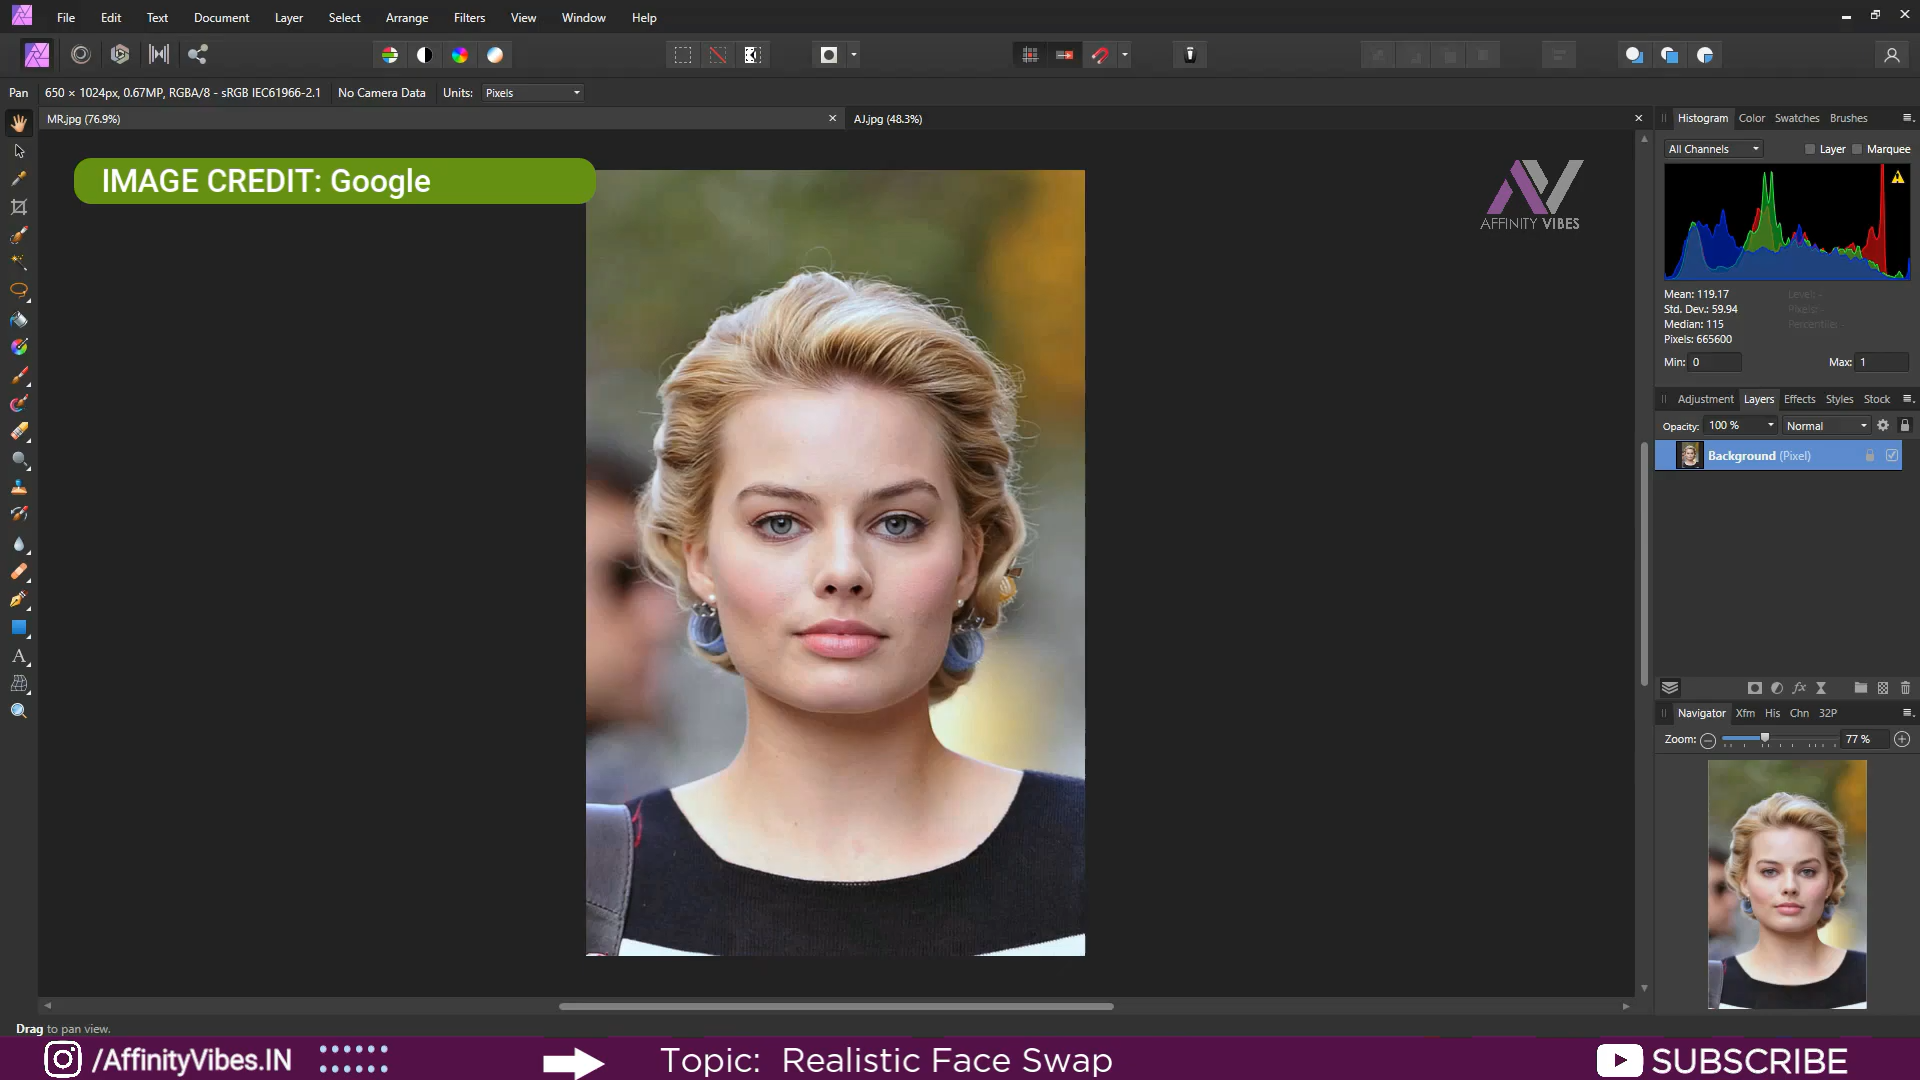 File Edit Text Document Layer Select Arrange Filters View Window Help
Pan 650 × 1024px, 0.67MP, RGBA/8 - sRGB IEC61966-2.1 No Camera Data Units: Pixels
MR.jpg (76.9%) AJ.jpg (48.3%)
IMAGE CREDIT: Google
AFFINITY VIBES
Histogram Color Swatches Brushes
All Channels Layer Marquee
Mean: 119.17 Level: -
Std. Dev.: 59.94 Pixels: -
Median: 115 Percentile: -
Pixels: 665600
Min: 0 Max: 1
Adjustment Layers Effects Styles Stock
Opacity: 100 % Normal
Background (Pixel)
Navigator Xfm His Chn 32P
Zoom: 77 %
Drag to pan view.
/AffinityVibes.IN Topic: Realistic Face Swap SUBSCRIBE